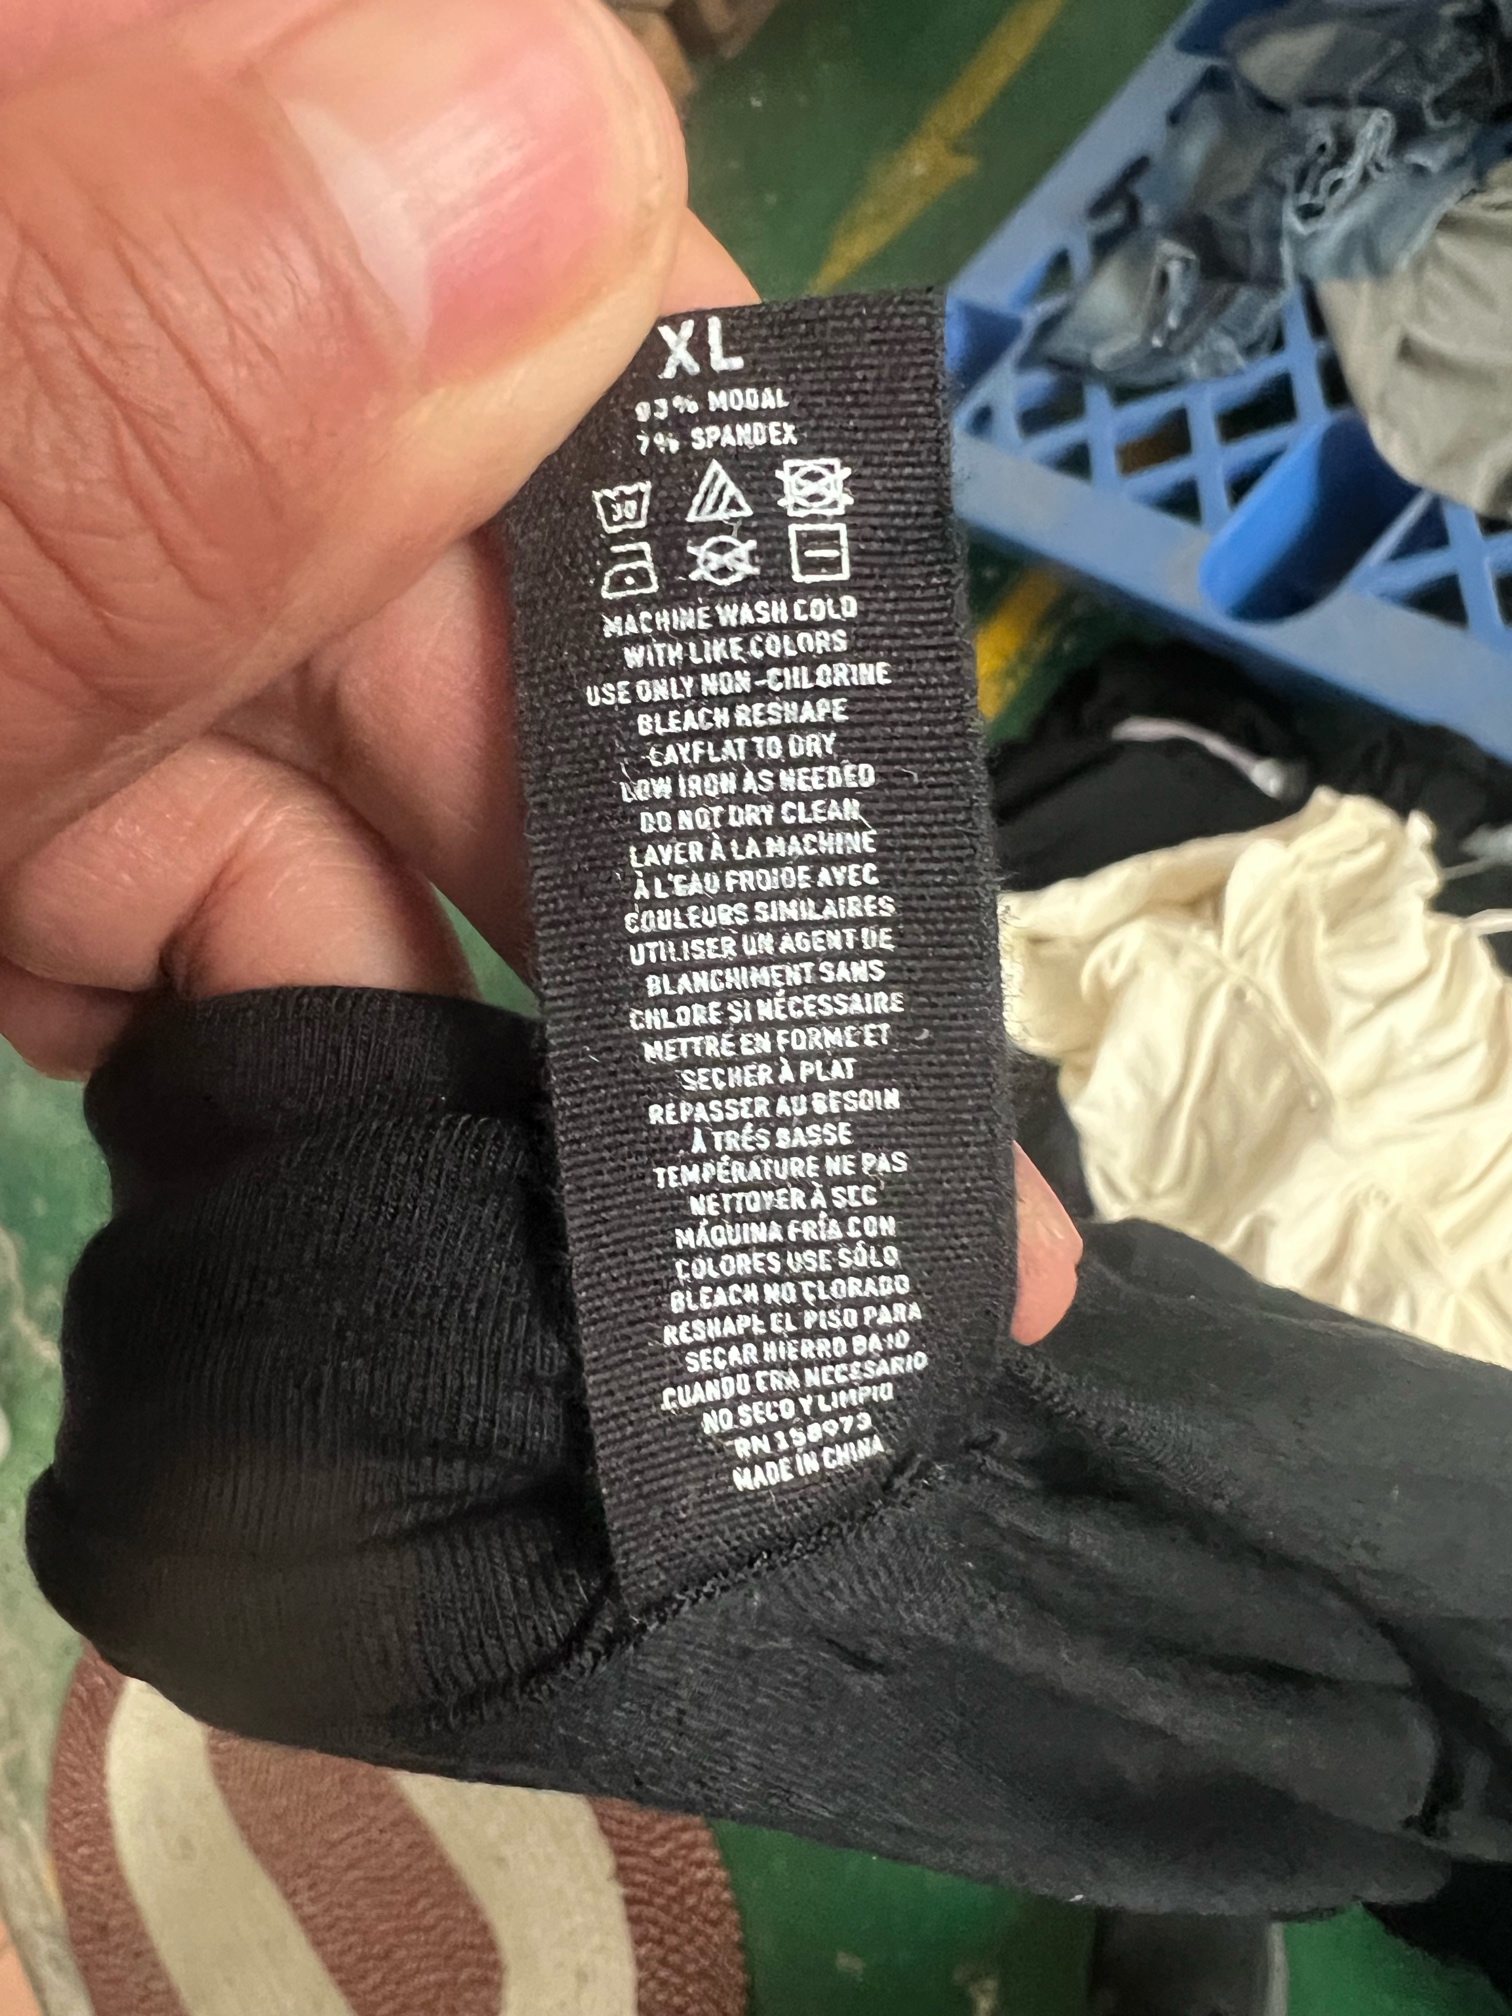 XL
93% MODAL
7% SPANDEX
30
MACHINE WASH COLD
WITH LIKE COLORS
USE ONLY NON-CHLORINE
BLEACH RESHAPE
LAYFLAT TO DRY
LOW IRON AS NEEDED
DO NOT DRY CLEAN
LAVER À LA MACHINE
À L'EAU FROIDE AVEC
COULEURS SIMILAIRES
UTILISER UN AGENT DE
BLANCHIMENT SANS
CHLORE SI NÉCESSAIRE
METTRE EN FORME ET
SECHER À PLAT
REPASSER AU BESOIN
À TRÉS BASSE
TEMPÉRATURE NE PAS
NETTOYER À SEC
MÁQUINA FRÍA CON
COLORES USE SÓLO
BLEACH NO CLORADO
RESHAPE EL PISO PARA
SECAR HIERRO BAJO
CUANDO ERA NECESARIO
NO SECO Y LIMPIO
RN 158973
MADE IN CHINA